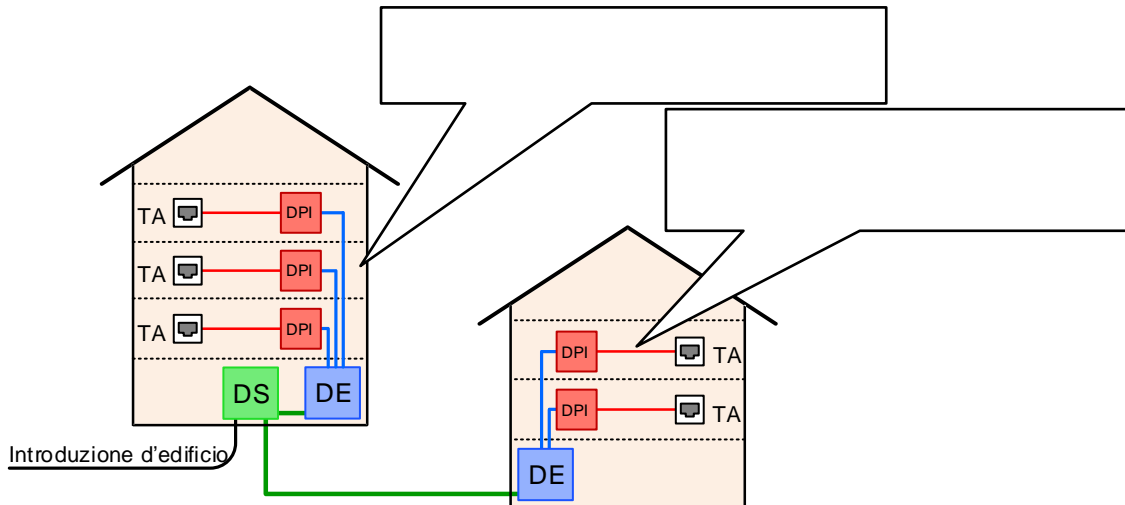 TA DPI
TA DPI
TA DPI
DS DE
Introduzione d'edificio
DPI TA
DPI TA
DE